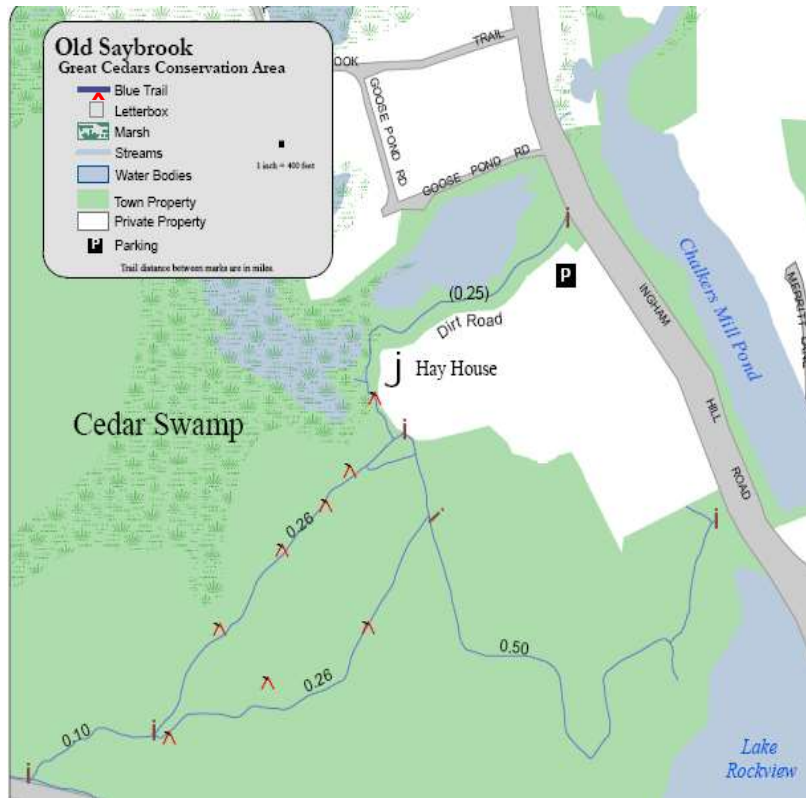 Old Saybrook
Great Cedars Conservation Area
Blue Trail
Letterbox
Marsh
Streams
1 inch = 400 feet
Water Bodies
Town Property
Private Property
P Parking
Trail distance between marks are in miles.
OOK
TRAIL
GOOSE POND RD
GOOSE POND RD
i
P
(0.25)
Dirt Road
INGHAM
HILL
ROAD
Chalkers Mill Pond
MERRITT LANE
j Hay House
Cedar Swamp
i
i
i
0.26
0.50
0.26
0.10
i
i
Lake
Rockview